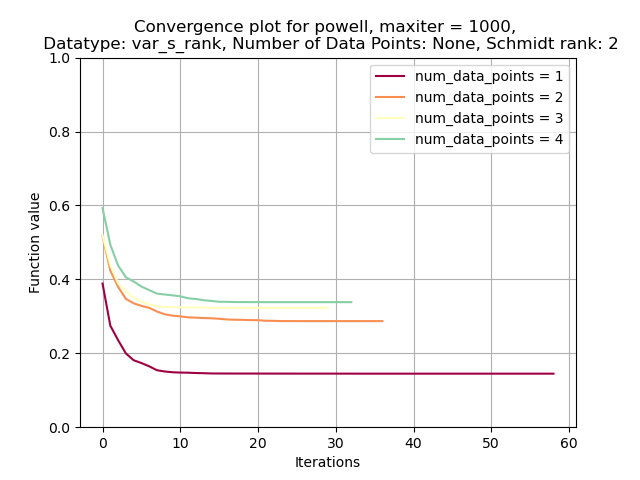 Convergence plot for powell, maxiter = 1000,
Datatype: var_s_rank, Number of Data Points: None, Schmidt rank: 2
1.0
0.8
0.6
0.4
0.2
0.0
Function value
num_data_points = 1
num_data_points = 2
num_data_points = 3
num_data_points = 4
0 10 20 30 40 50 60
Iterations